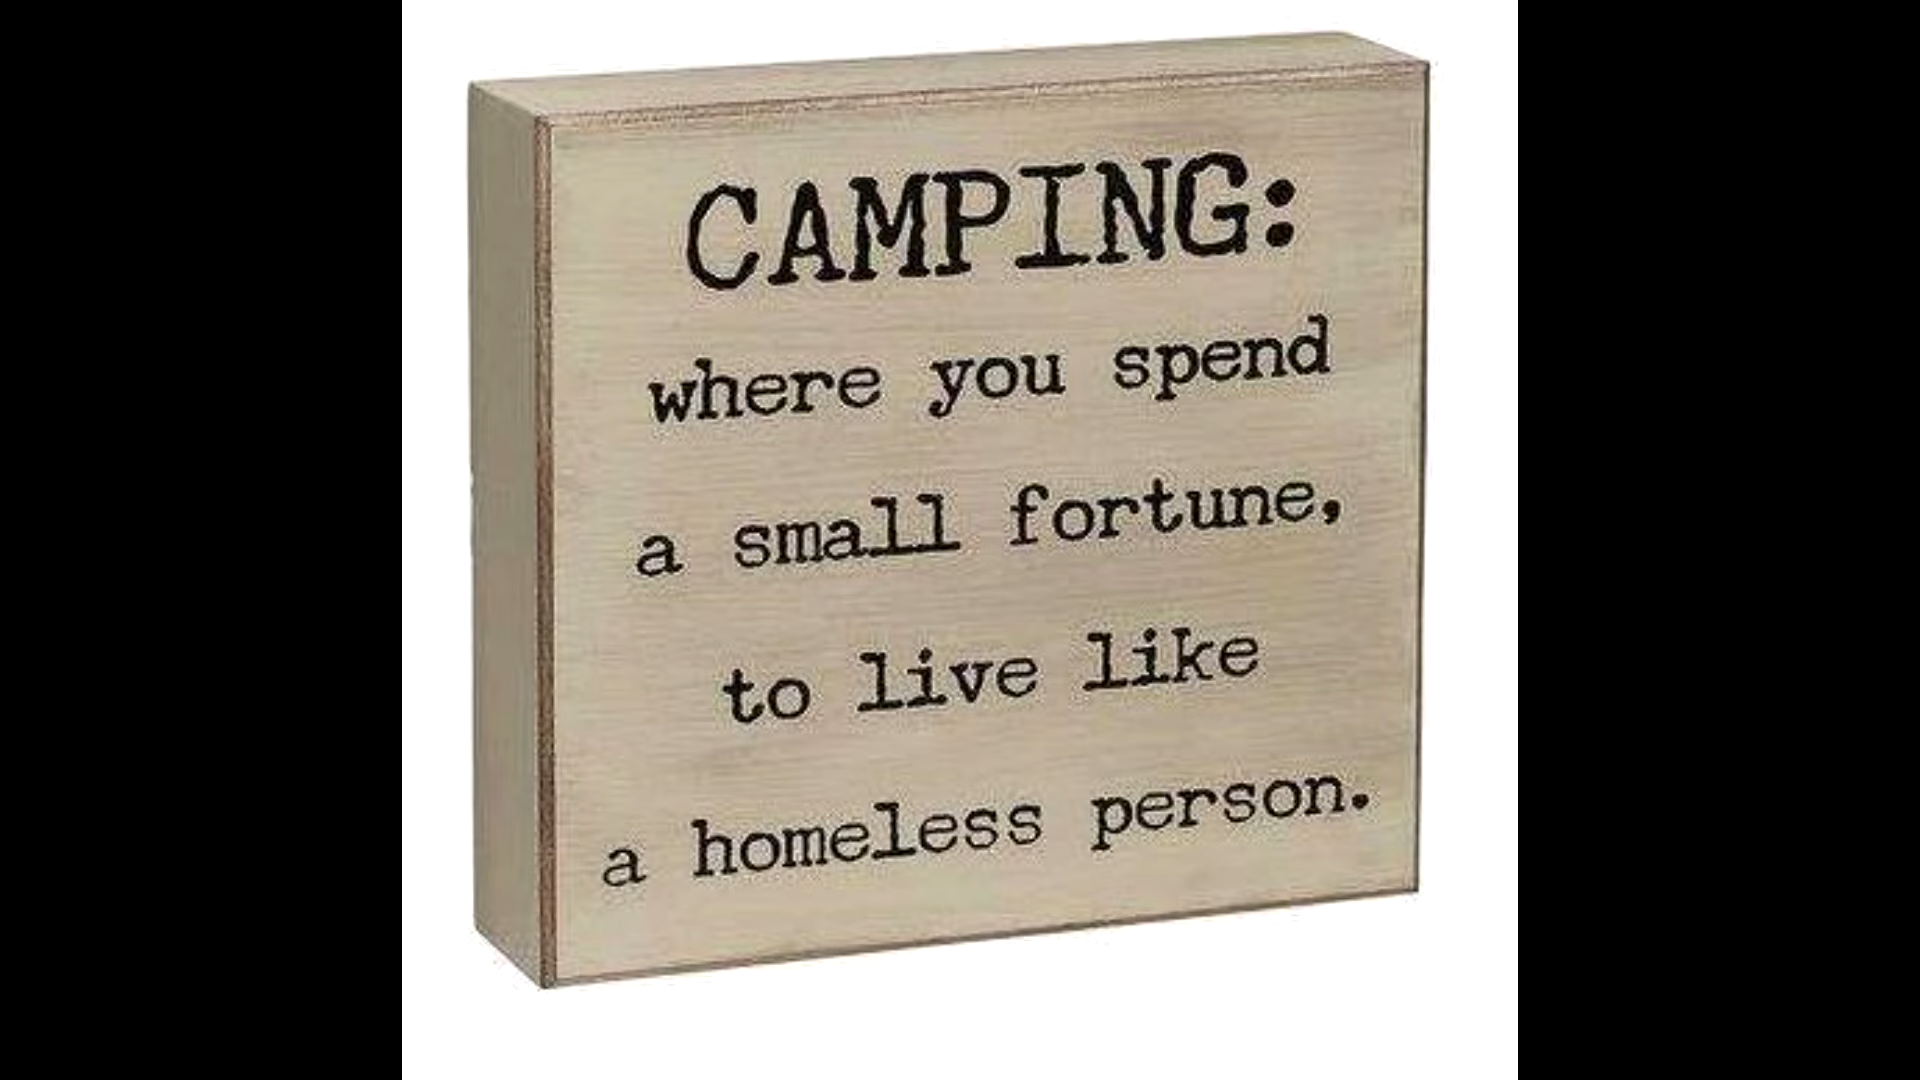 CAMPING:
where you spend
a small fortune,
to live like
a homeless person.